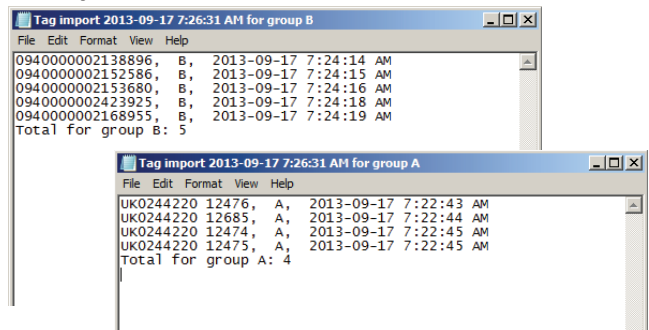 Tag import 2013-09-17 7:26:31 AM for group B
File Edit Format View Help
0940000002138896, B, 2013-09-17 7:24:14 AM
0940000002152586, B, 2013-09-17 7:24:15 AM
0940000002153680, B, 2013-09-17 7:24:16 AM
0940000002423925, B, 2013-09-17 7:24:18 AM
0940000002168955, B, 2013-09-17 7:24:19 AM
Total for group B: 5
Tag import 2013-09-17 7:26:31 AM for group A
File Edit Format View Help
UK0244220 12476, A, 2013-09-17 7:22:43 AM
UK0244220 12685, A, 2013-09-17 7:22:44 AM
UK0244220 12474, A, 2013-09-17 7:22:45 AM
UK0244220 12475, A, 2013-09-17 7:22:45 AM
Total for group A: 4